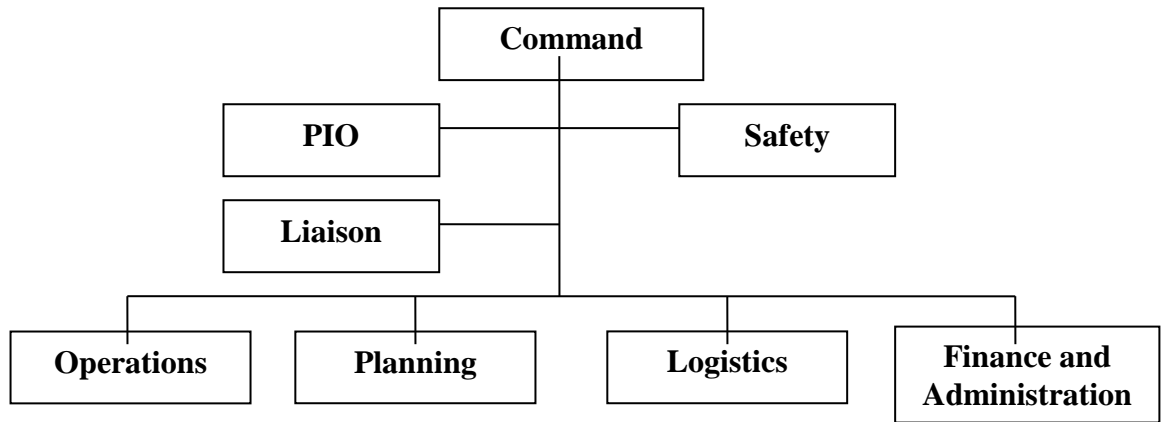 Command
PIO
Safety
Liaison
Operations
Planning
Logistics
Finance and
Administration